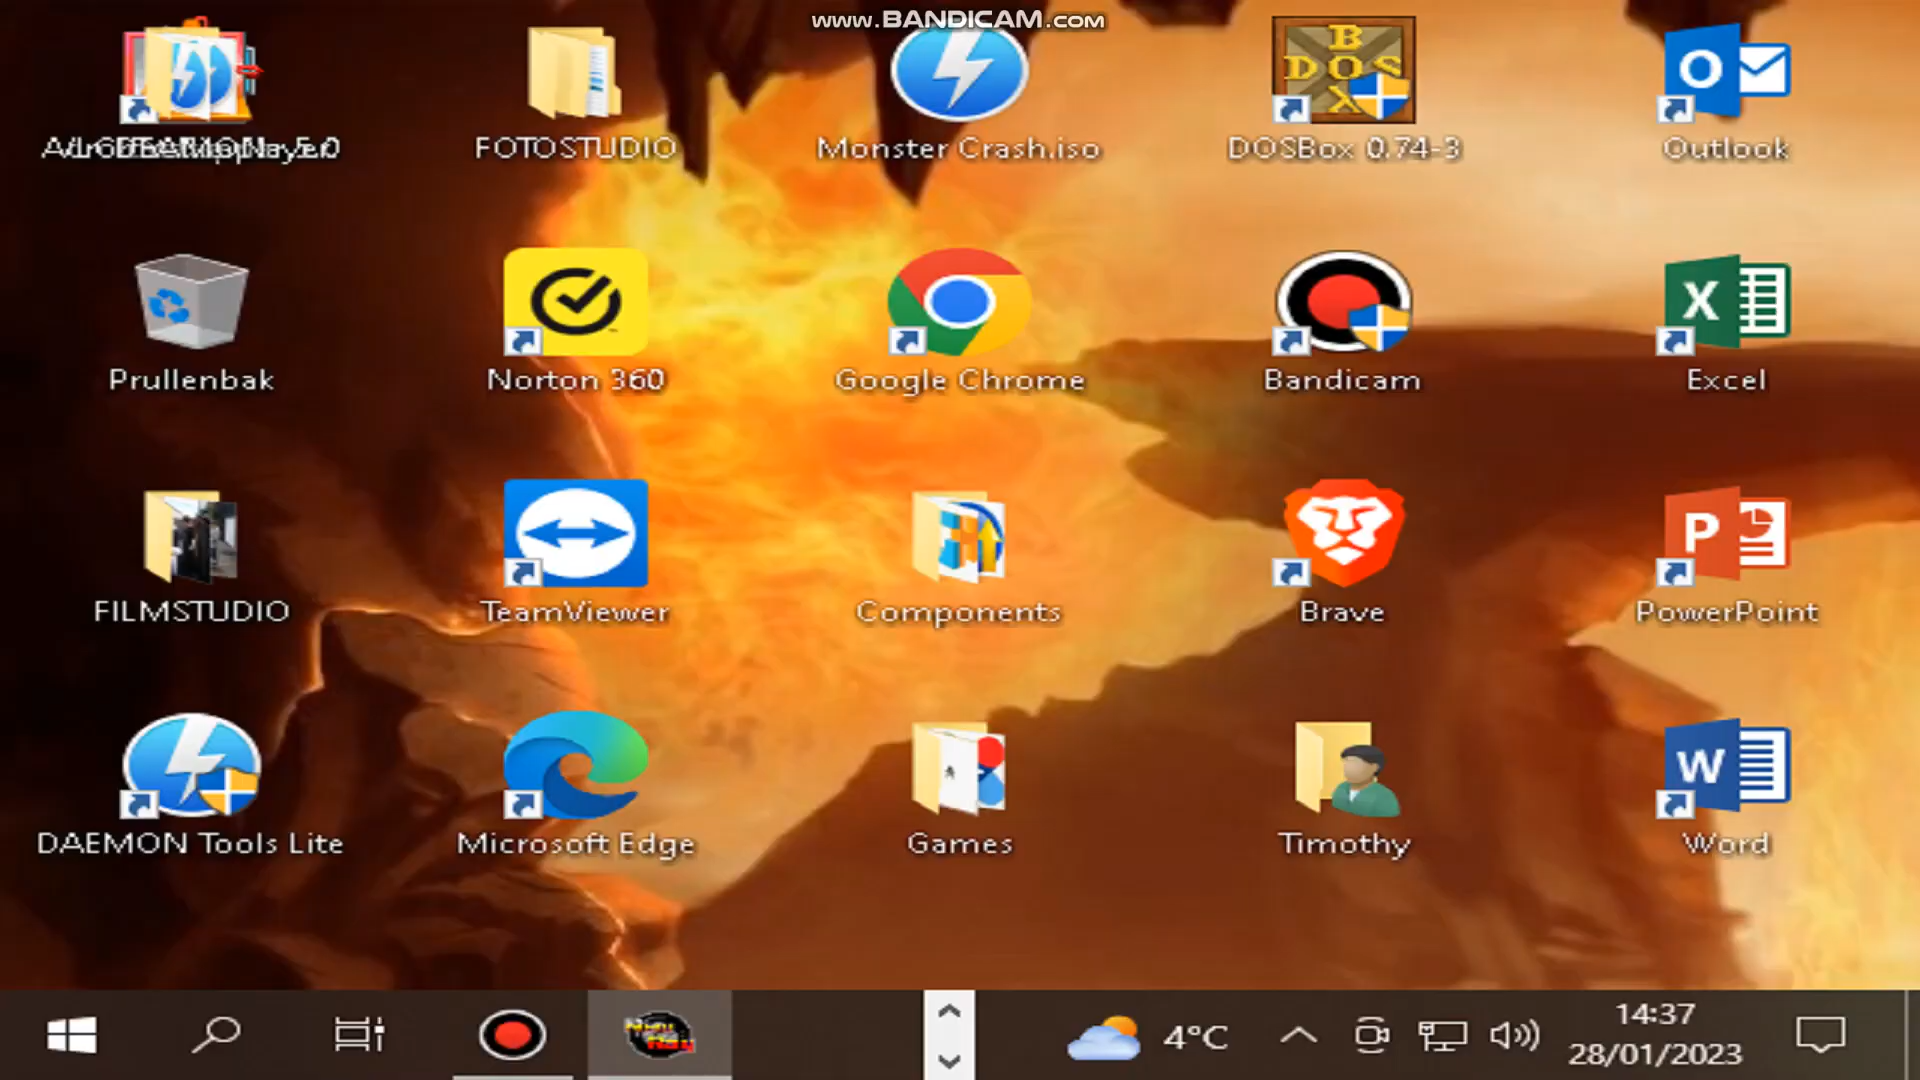 www.BANDICAM.com
FOTOSTUDIO
Monster Crash.iso
DOSBox 0.74-3
Outlook
Prullenbak
Norton 360
Google Chrome
Bandicam
Excel
FILMSTUDIO
TeamViewer
Components
Brave
PowerPoint
DAEMON Tools Lite
Microsoft Edge
Games
Timothy
Word
4°C
14:37
28/01/2023